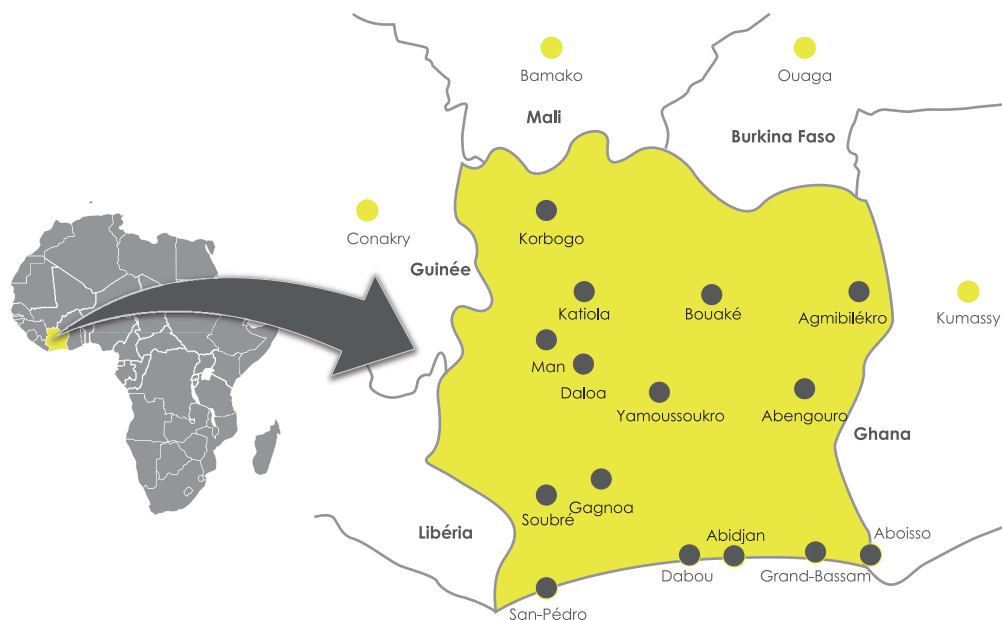 Bamako
Ouaga
Mali
Burkina Faso
Conakry
Korbogo
Guinée
Katiola
Bouaké
Agmibilékro
Kumassy
Man
Daloa
Yamoussoukro
Abengouro
Ghana
Soubré
Gagnoa
Libéria
Abidjan
Aboisso
Dabou
Grand-Bassam
San-Pédro